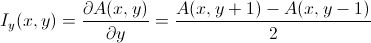 I_y(x, y) = \frac{\partial A(x, y)}{\partial y} = \frac{A(x, y + 1) - A(x, y - 1)}{2}